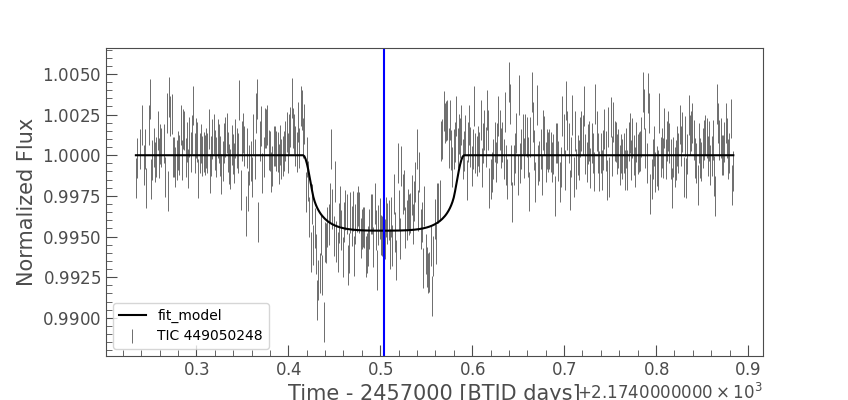 1.0050
1.0025
1.0000
0.9975
0.9950
0.9925
0.9900
Normalized Flux
fit_model
TIC 449050248
0.3 0.4 0.5 0.6 0.7 0.8 0.9
Time - 2457000 [BTJD days]
+2.1740000000 × 10³